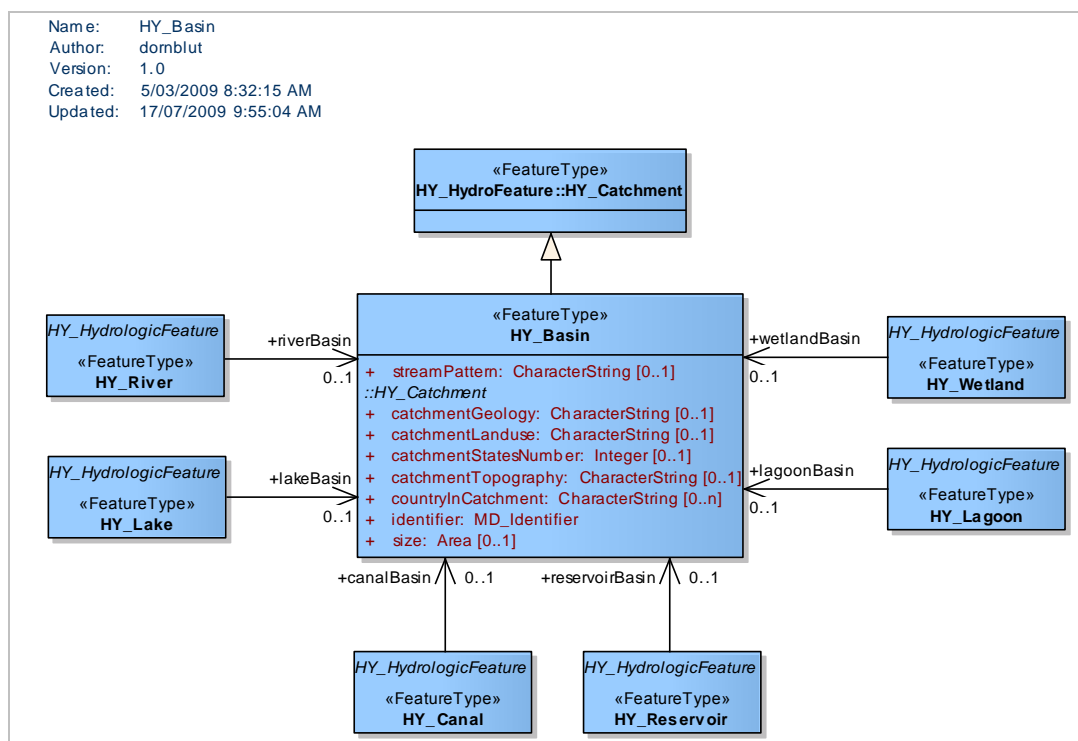 Name: HY_Basin
Author: dornblut
Version: 1.0
Created: 5/03/2009 8:32:15 AM
Updated: 17/07/2009 9:55:04 AM
«FeatureType»
HY_HydroFeature::HY_Catchment
«FeatureType»
HY_Basin
+ streamPattern: CharacterString [0..1]
::HY_Catchment
+ catchmentGeology: CharacterString [0..1]
+ catchmentLanduse: CharacterString [0..1]
+ catchmentStatesNumber: Integer [0..1]
+ catchmentTopography: CharacterString [0..1]
+ countryInCatchment: CharacterString [0..n]
+ identifier: MD_Identifier
+ size: Area [0..1]
HY_HydrologicFeature
«FeatureType»
HY_River
+riverBasin
0..1
HY_HydrologicFeature
«FeatureType»
HY_Wetland
+wetlandBasin
0..1
HY_HydrologicFeature
«FeatureType»
HY_Lake
+lakeBasin
0..1
HY_HydrologicFeature
«FeatureType»
HY_Lagoon
+lagoonBasin
0..1
+canalBasin
0..1
+reservoirBasin
0..1
HY_HydrologicFeature
«FeatureType»
HY_Canal
HY_HydrologicFeature
«FeatureType»
HY_Reservoir